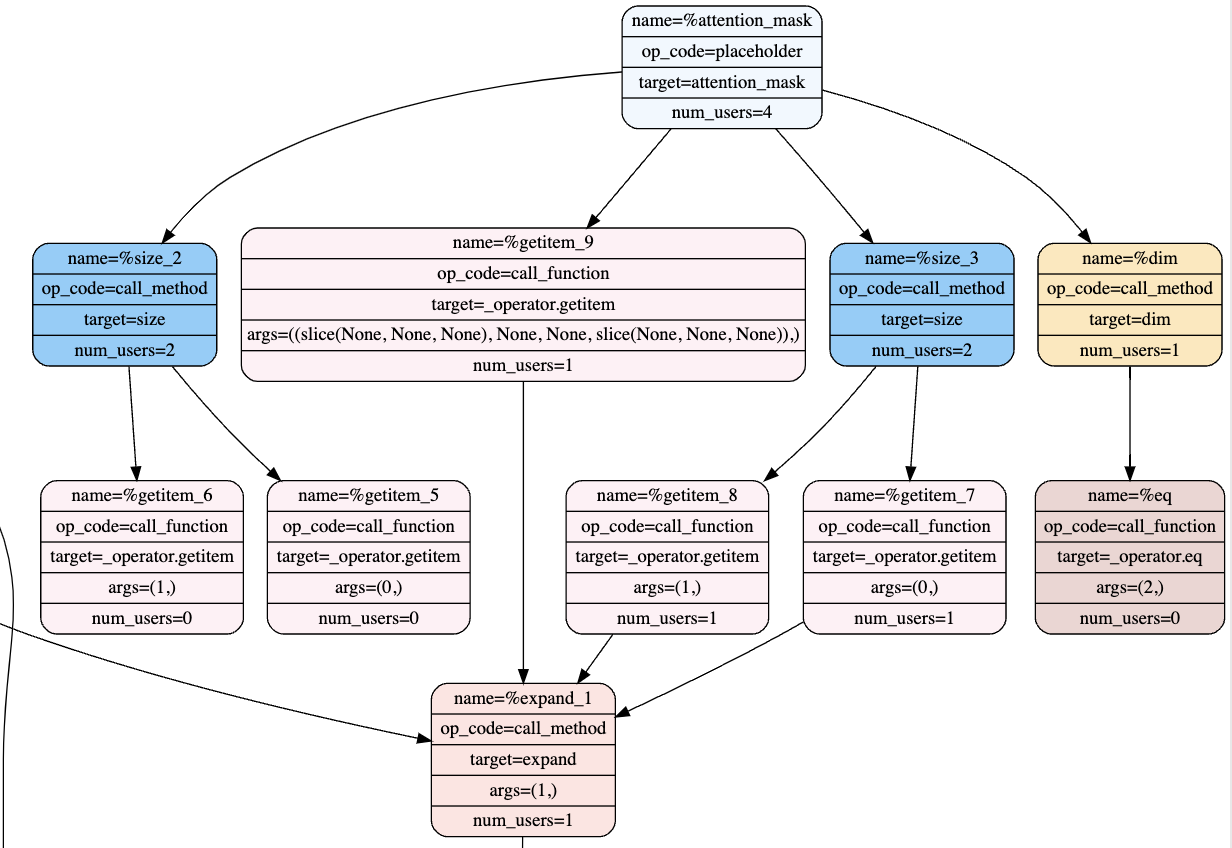 name=%attention_mask
op_code=placeholder
target=attention_mask
num_users=4
name=%size_2
op_code=call_method
target=size
num_users=2
name=%getitem_9
op_code=call_function
target=_operator.getitem
args=((slice(None, None, None), None, None, slice(None, None, None)),)
num_users=1
name=%size_3
op_code=call_method
target=size
num_users=2
name=%dim
op_code=call_method
target=dim
num_users=1
name=%getitem_6
op_code=call_function
target=_operator.getitem
args=(1,)
num_users=0
name=%getitem_5
op_code=call_function
target=_operator.getitem
args=(0,)
num_users=0
name=%getitem_8
op_code=call_function
target=_operator.getitem
args=(1,)
num_users=1
name=%getitem_7
op_code=call_function
target=_operator.getitem
args=(0,)
num_users=1
name=%eq
op_code=call_function
target=_operator.eq
args=(2,)
num_users=0
name=%expand_1
op_code=call_method
target=expand
args=(1,)
num_users=1